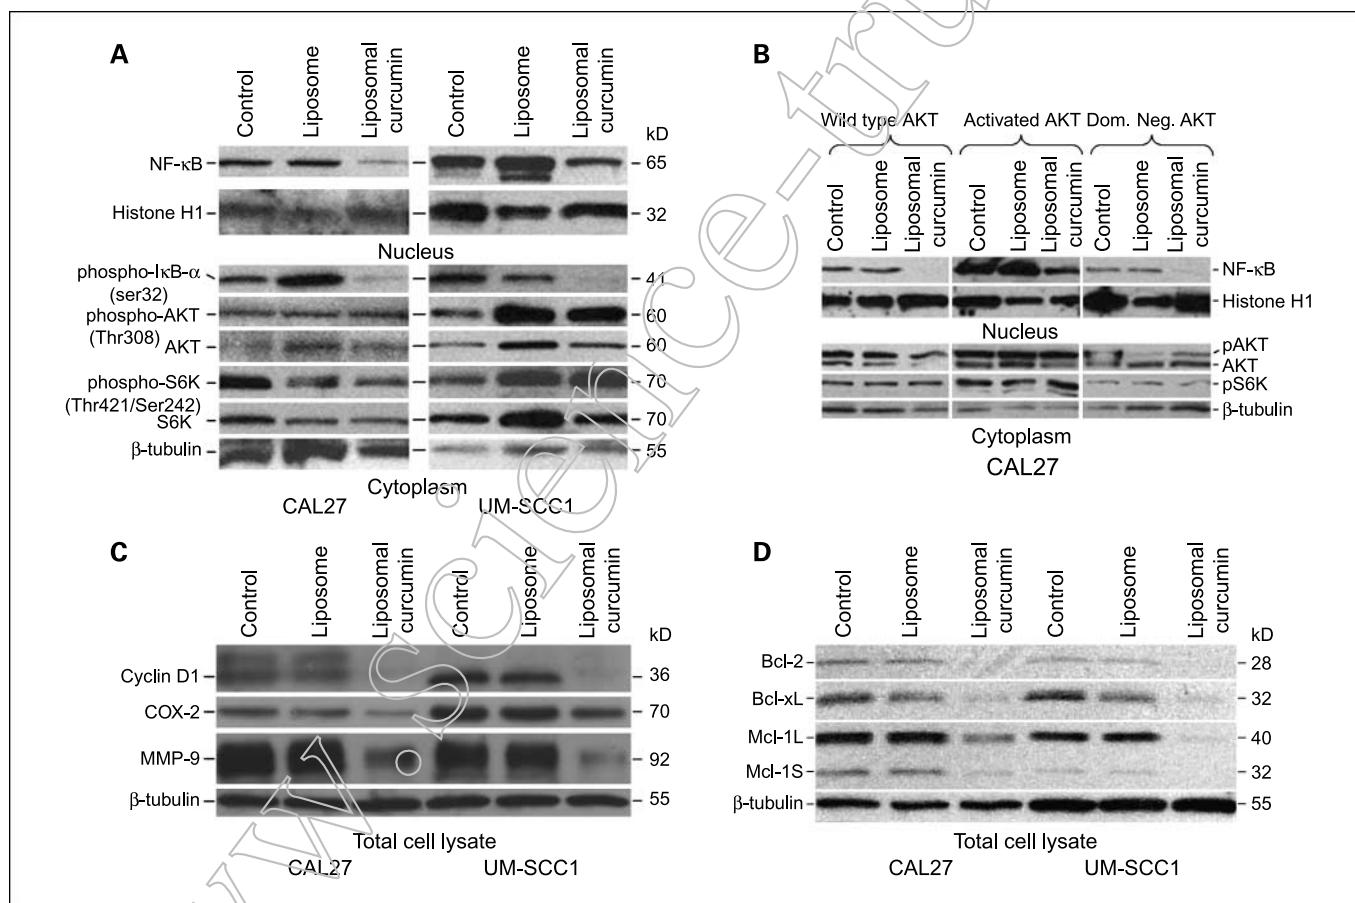 A
Control
Liposome
Liposomal
curcumin
Control
Liposome
Liposomal
curcumin
kD
NF-κB
65
Histone H1
32
Nucleus
phospho-IκB-α
(ser32)
41
phospho-AKT
(Thr308)
60
AKT
60
phospho-S6K
(Thr421/Ser242)
70
S6K
70
β-tubulin
55
Cytoplasm
CAL27
UM-SCC1
B
Wild type AKT
Activated AKT
Dom. Neg. AKT
Control
Liposome
Liposomal
curcumin
Control
Liposome
Liposomal
curcumin
Control
Liposome
Liposomal
curcumin
NF-κB
Histone H1
Nucleus
pAKT
AKT
pS6K
β-tubulin
Cytoplasm
CAL27
C
Control
Liposome
Liposomal
curcumin
Control
Liposome
Liposomal
curcumin
kD
Cyclin D1
36
COX-2
70
MMP-9
92
β-tubulin
55
Total cell lysate
CAL27
UM-SCC1
D
Control
Liposome
Liposomal
curcumin
Control
Liposome
Liposomal
curcumin
kD
Bcl-2
28
Bcl-xL
32
Mcl-1L
40
Mcl-1S
32
β-tubulin
55
Total cell lysate
CAL27
UM-SCC1